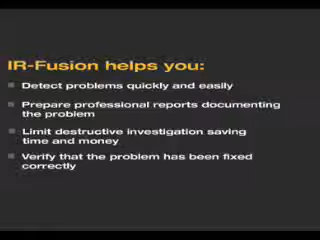 IR-Fusion helps you:
Detect problems quickly and easily
Prepare professional reports documenting
the problem
Limit destructive investigation saving
time and money
Verify that the problem has been fixed
correctly